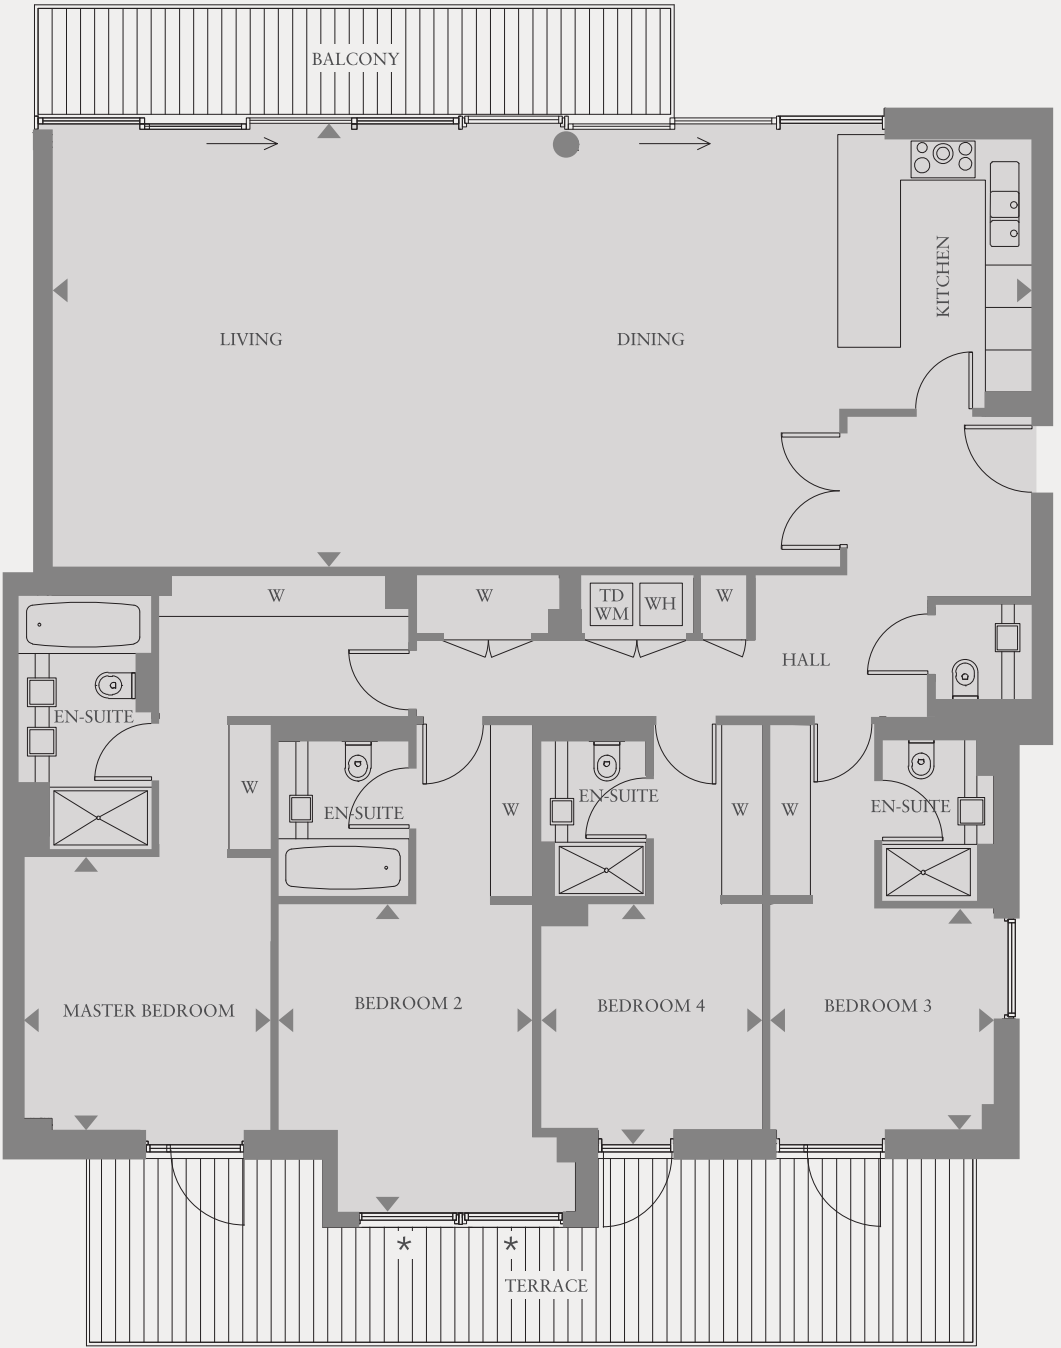 BALCONY
KITCHEN
LIVING
DINING
W
W
TD
WM
WH
W
HALL
EN-SUITE
W
EN-SUITE
W
EN-SUITE
W
W
EN-SUITE
MASTER BEDROOM
BEDROOM 2
BEDROOM 4
BEDROOM 3
* *
TERRACE